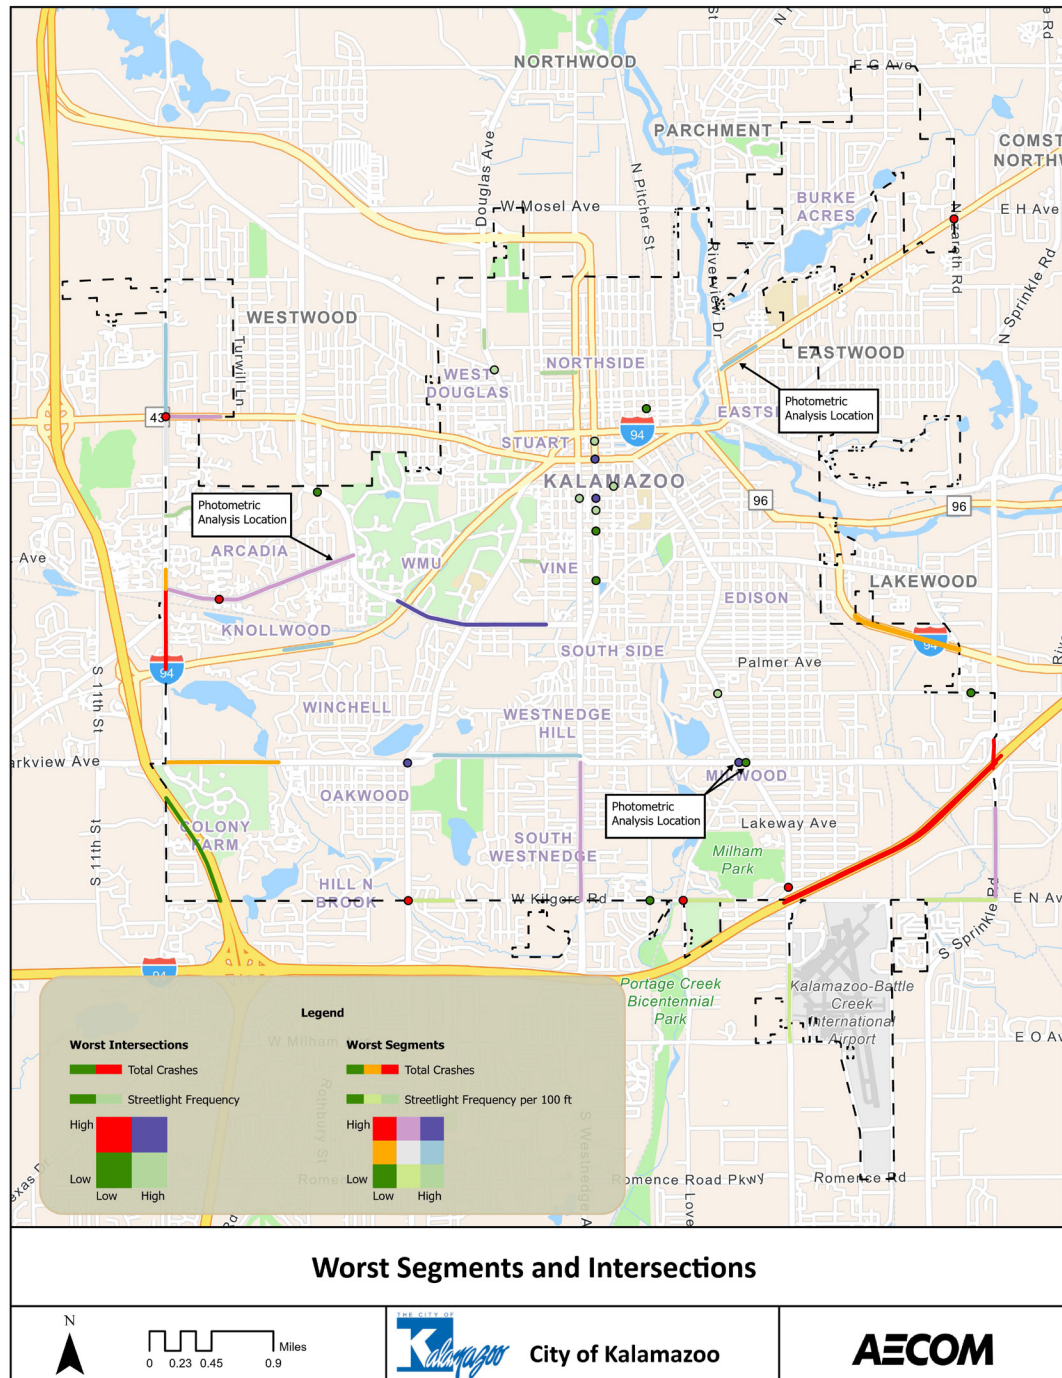 NORTHWOOD
E G Ave
PARCHMENT
COMST
NORTHW
Douglas Ave
N Pitcher St
BURKE
ACRES
W Mosel Ave
E H Ave
Riverview Dr
N Sprinkle Rd
WESTWOOD
Turwill Ln
NORTHSIDE
EASTWOOD
WEST
DOUGLAS
Photometric
Analysis Location
43
94
STUART
KALAMAZOO
96
96
Photometric
Analysis Location
ARCADIA
WMU
VINE
LAKEWOOD
EDISON
KNOLLWOOD
94
SOUTH SIDE
Palmer Ave
94
S 11th St
WINCHELL
WESTNEDGE
HILL
arkview Ave
OAKWOOD
Photometric
Analysis Location
Lakeway Ave
COLONY
FARM
SOUTH
WESTNEDGE
Milham
Park
S 11th St
HILL N
BROOK
W Kilgore Rd
E N Av
S Sprinkle Rd
94
Portage Creek
Bicentennial
Park
Kalamazoo-Battle
Creek
International
Airport
E O Av
Legend
Worst Intersections
Worst Segments
Total Crashes
Total Crashes
Streetlight Frequency
Streetlight Frequency per 100 ft
High
High
Low
Low
Low
High
Low
High
W Milham
S Westnedge A
Romence Road Pkwy
Romence Rd
Love
Worst Segments and Intersections
N
0
0.23
0.45
0.9
Miles
THE CITY OF
Kalamazoo
City of Kalamazoo
AECOM